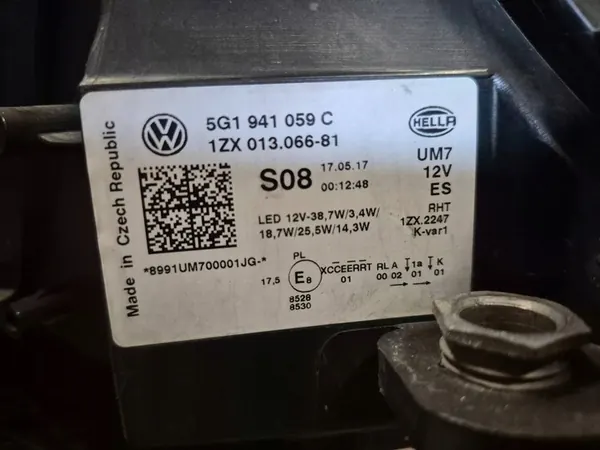 Made in Czech Republic
VW
5G1 941 059 C
1ZX 013.066-81
HELLA
S08
17.05.17
00:12:48
UM7
12V
ES
RHT
1ZX.2247
K-var1
LED 12V-38,7W/3,4W/
18,7W/25,5W/14,3W
*8991UM700001JG-*
PL
17,5
E8
XCCEERRT
01
RL A
00 02
1a
01
K
01
8528
8530